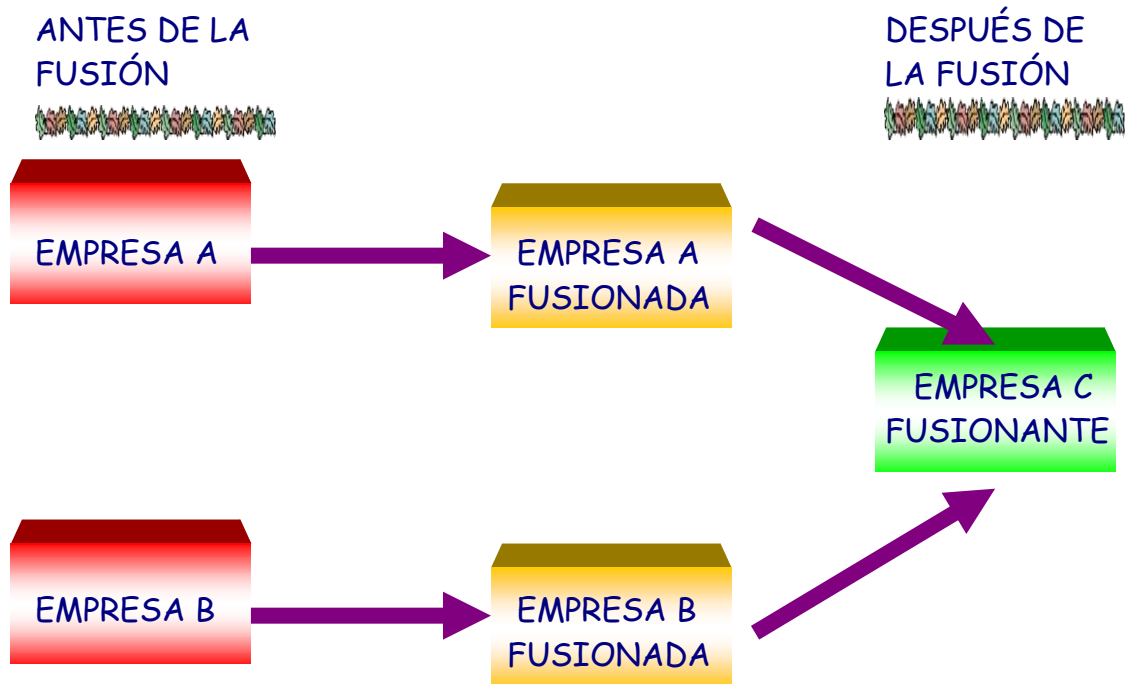 ANTES DE LA
FUSIÓN
DESPUÉS DE
LA FUSIÓN
EMPRESA A
EMPRESA A
FUSIONADA
EMPRESA C
FUSIONANTE
EMPRESA B
EMPRESA B
FUSIONADA